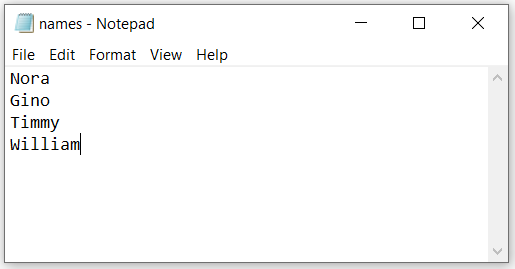 names - Notepad
File Edit Format View Help
Nora
Gino
Timmy
William